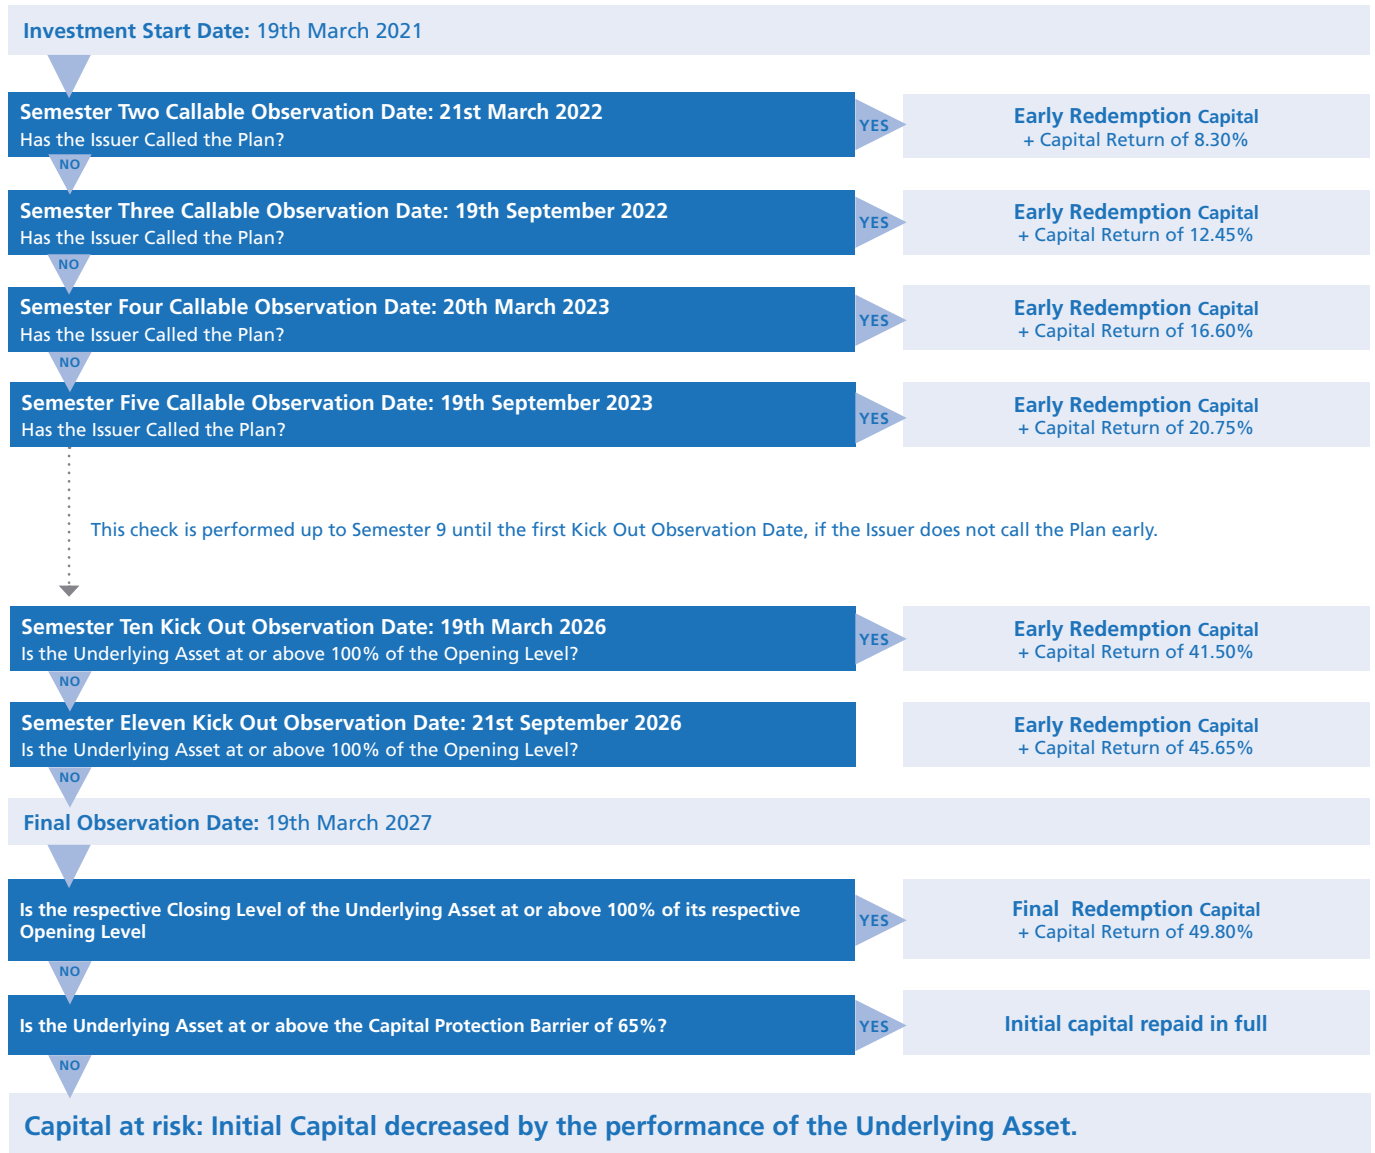 Investment Start Date: 19th March 2021
Semester Two Callable Observation Date: 21st March 2022
Has the Issuer Called the Plan?
YES
Early Redemption Capital
+ Capital Return of 8.30%
NO
Semester Three Callable Observation Date: 19th September 2022
Has the Issuer Called the Plan?
YES
Early Redemption Capital
+ Capital Return of 12.45%
NO
Semester Four Callable Observation Date: 20th March 2023
Has the Issuer Called the Plan?
YES
Early Redemption Capital
+ Capital Return of 16.60%
NO
Semester Five Callable Observation Date: 19th September 2023
Has the Issuer Called the Plan?
YES
Early Redemption Capital
+ Capital Return of 20.75%
This check is performed up to Semester 9 until the first Kick Out Observation Date, if the Issuer does not call the Plan early.
Semester Ten Kick Out Observation Date: 19th March 2026
Is the Underlying Asset at or above 100% of the Opening Level?
YES
Early Redemption Capital
+ Capital Return of 41.50%
NO
Semester Eleven Kick Out Observation Date: 21st September 2026
Is the Underlying Asset at or above 100% of the Opening Level?
Early Redemption Capital
+ Capital Return of 45.65%
NO
Final Observation Date: 19th March 2027
Is the respective Closing Level of the Underlying Asset at or above 100% of its respective
Opening Level
YES
Final Redemption Capital
+ Capital Return of 49.80%
NO
Is the Underlying Asset at or above the Capital Protection Barrier of 65%?
YES
Initial capital repaid in full
NO
Capital at risk: Initial Capital decreased by the performance of the Underlying Asset.